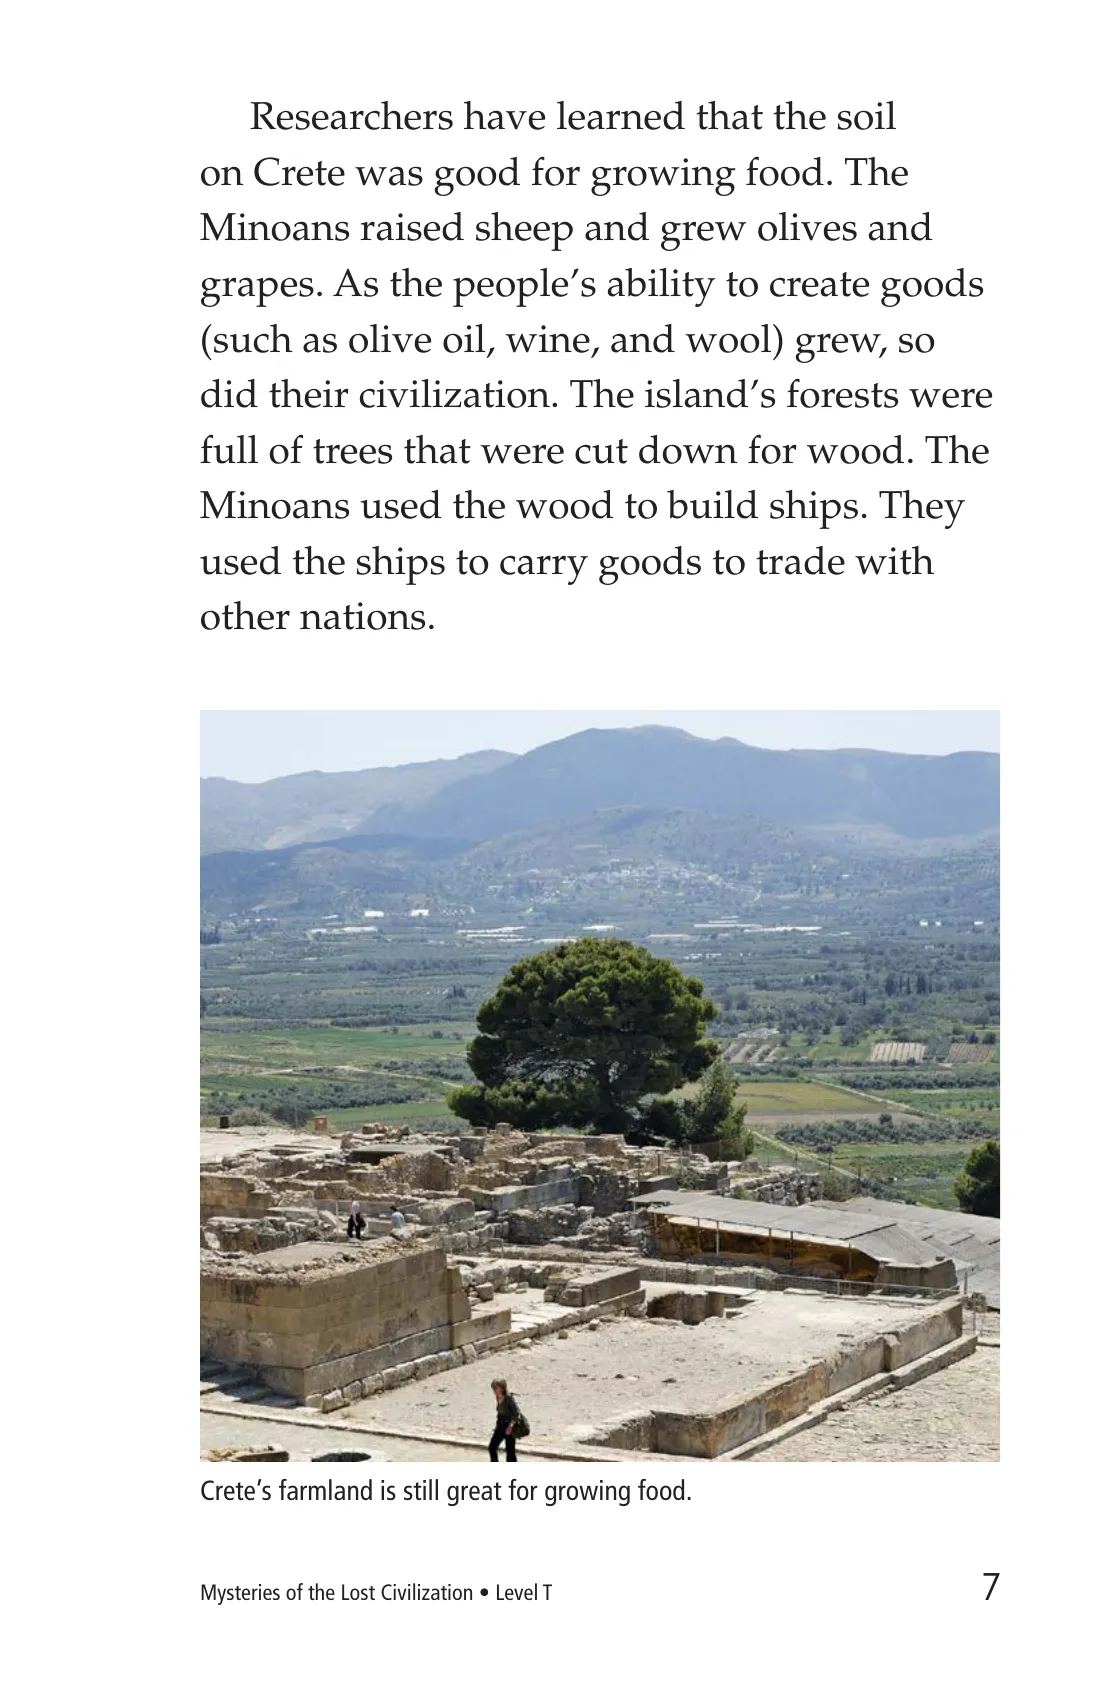 Researchers have learned that the soil
on Crete was good for growing food. The
Minoans raised sheep and grew olives and
grapes. As the people’s ability to create goods
(such as olive oil, wine, and wool) grew, so
did their civilization. The island’s forests were
full of trees that were cut down for wood. The
Minoans used the wood to build ships. They
used the ships to carry goods to trade with
other nations.
Crete’s farmland is still great for growing food.
Mysteries of the Lost Civilization • Level T
7